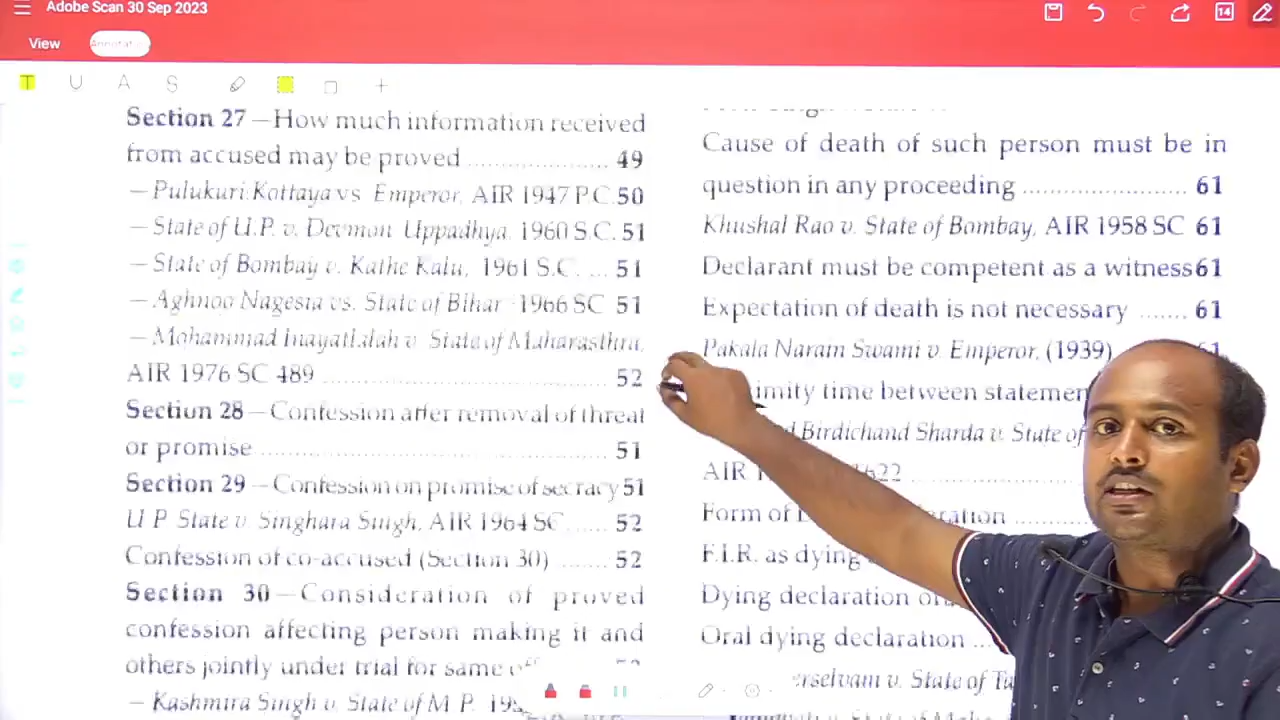 Adobe Scan 30 Sep 2023
14
View
T U A S
Section 27 —How much information received
from accused may be proved .................... 49
—Pulukuri Kottaya vs Emperor, AIR 1947 P.C. 50
—State of U.P. v. Devmon Uppadhya, 1960 S.C. 51
—State of Bombay v. Kathe Kalu, 1961 S.C. ... 51
—Aghnoo Nagesia vs. State of Bihar 1966 SC 51
—Mohammad Inayatlalah v State of Maharasthra,
AIR 1976 SC 489 ........................................ 52
Section 28 —Confession after removal of threat
or promise .................................................... 51
Section 29 —Confession on promise of secracy 51
U P State v. Singhara Singh, AIR 1964 SC ...... 52
Confession of co-accused (Section 30) ....... 52
Section 30 —Consideration of proved
confession affecting person making it and
others jointly under trial for same
—Kashmira Singh v. State of M P.
Cause of death of such person must be in
question in any proceeding ........................ 61
Khushal Rao v. State of Bombay, AIR 1958 SC 61
Declarant must be competent as a witness 61
Expectation of death is not necessary ....... 61
Pakala Narain Swami v. Emperor, (1939)
time between
Birdichand Sharda v. State of
AIR
Form of
F.I.R. as dying
Dying declaration
Oral dying declaration ...
v. State of